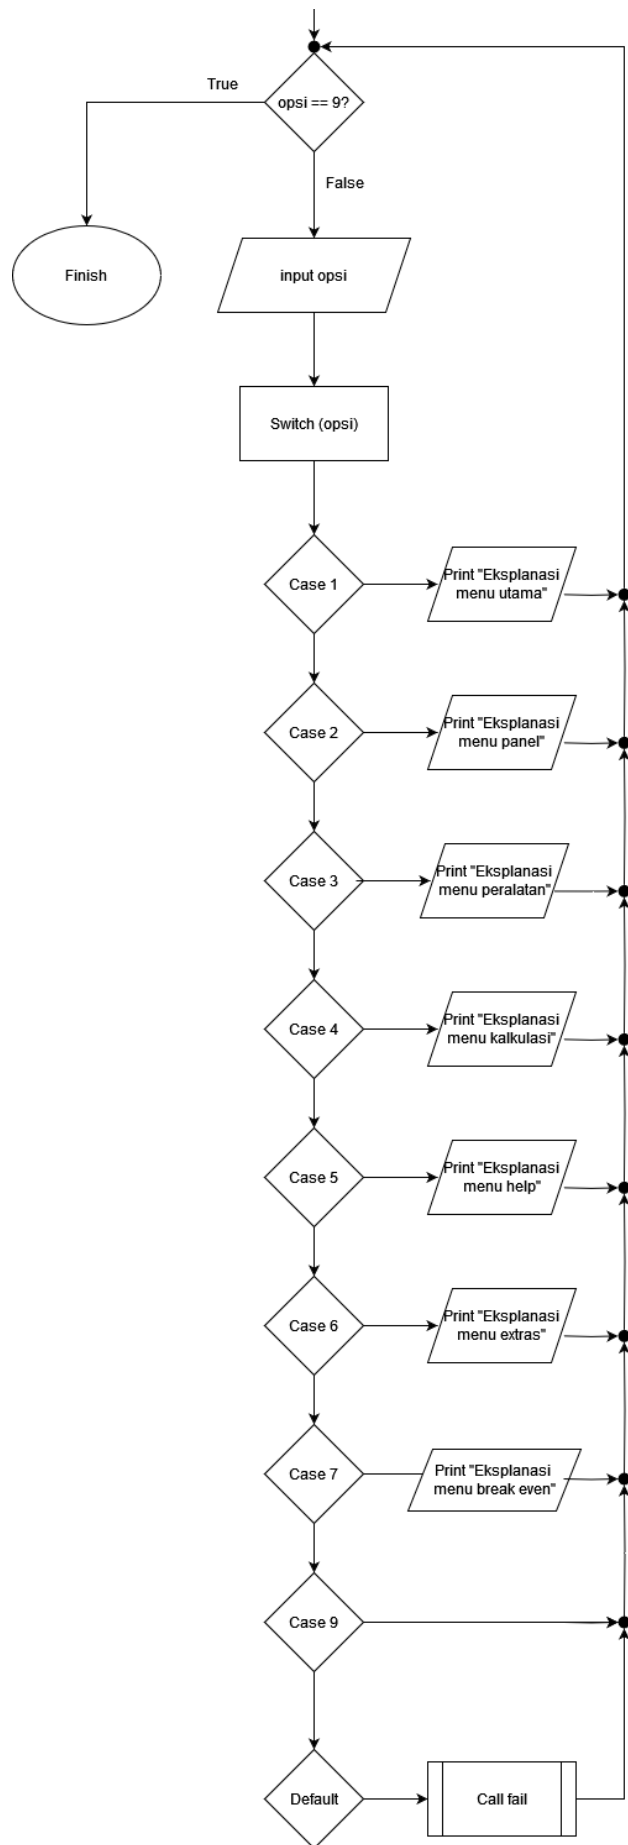 opsi == 9?
True
False
Finish
input opsi
Switch (opsi)
Case 1
Print "Eksplanasi
menu utama"
Case 2
Print "Eksplanasi
menu panel"
Case 3
Print "Eksplanasi
menu peralatan"
Case 4
Print "Eksplanasi
menu kalkulasi"
Case 5
Print "Eksplanasi
menu help"
Case 6
Print "Eksplanasi
menu extras"
Case 7
Print "Eksplanasi
menu break even"
Case 9
Default
Call fail